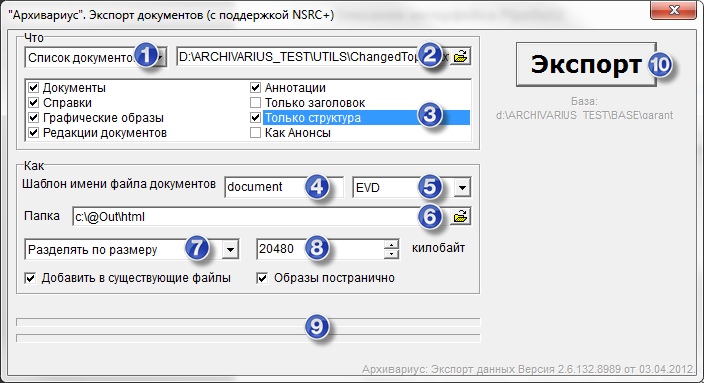 "Архивариус". Экспорт документов (с поддержкой NSRC+)
Что
Список документо 1
D:\ARCHIVARIUS_TEST\UTILS\ChangedTop 2
Экспорт 10
База:
d:\ARCHIVARIUS TEST\BASE\garant
Документы
Аннотации
Справки
Только заголовок
Графические образы
Только структура 3
Редакции документов
Как Анонсы
Как
Шаблон имени файла документов document 4 EVD 5
Папка c:\@Out\html 6
Разделять по размеру 7 20480 8 килобайт
Добавить в существующие файлы
Образы постранично
9
Архивариус: Экспорт данных Версия 2.6.132.8989 от 03.04.2012.